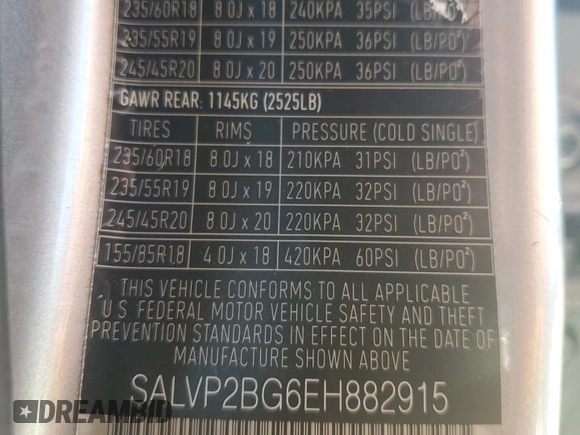 235/60R18 8.0J x 18 240KPA 35PSI (LB/PO²)
235/55R19 8.0J x 19 250KPA 36PSI (LB/PO²)
245/45R20 8.0J x 20 250KPA 36PSI (LB/PO²)
GAWR REAR: 1145KG (2525LB)
TIRES RIMS PRESSURE (COLD SINGLE)
235/60R18 8.0J x 18 210KPA 31PSI (LB/PO²)
235/55R19 8.0J x 19 220KPA 32PSI (LB/PO²)
245/45R20 8.0J x 20 220KPA 32PSI (LB/PO²)
155/85R18 4.0J x 18 420KPA 60PSI (LB/PO²)
THIS VEHICLE CONFORMS TO ALL APPLICABLE
U.S. FEDERAL MOTOR VEHICLE SAFETY AND THEFT
PREVENTION STANDARDS IN EFFECT ON THE DATE OF
MANUFACTURE SHOWN ABOVE
SALVP2BG6EH882915
DREAMBID